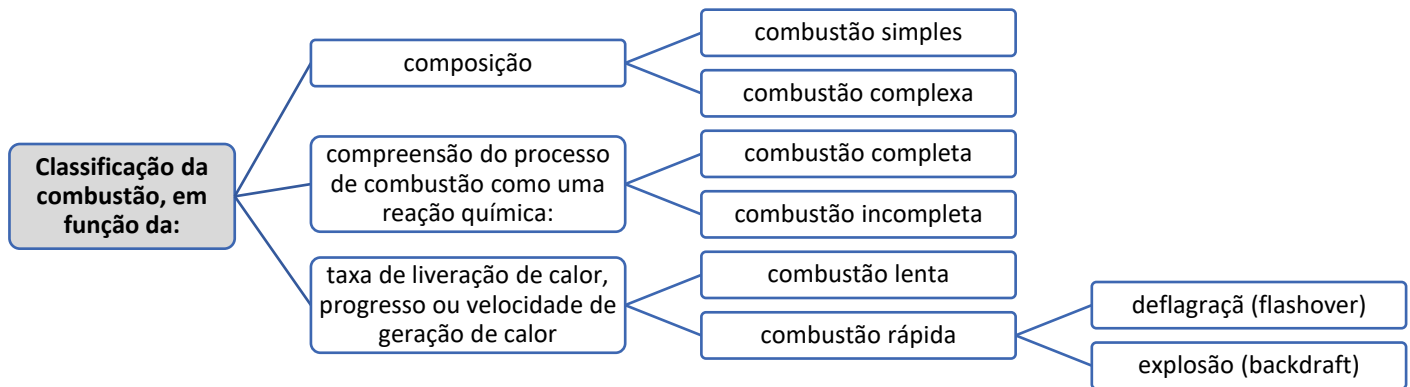 Classificação da
combustão, em
função da:
composição
combustão simples
combustão complexa
compreensão do processo
de combustão como uma
reação química:
combustão completa
combustão incompleta
taxa de liveração de calor,
progresso ou velocidade de
geração de calor
combustão lenta
combustão rápida
deflagraçã (flashover)
explosão (backdraft)